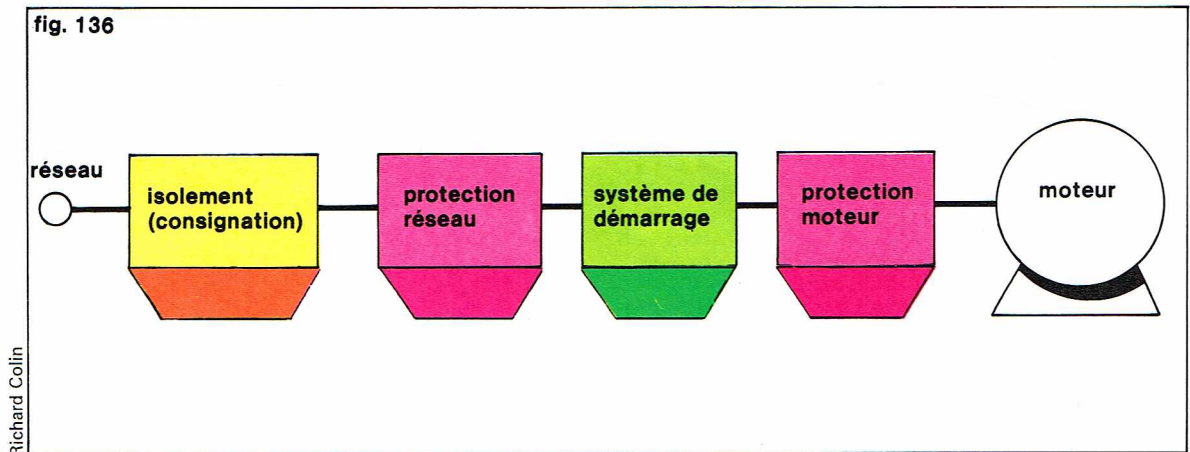 fig. 136
réseau
isolement
(consignation)
protection
réseau
système de
démarrage
protection
moteur
moteur
Richard Colin